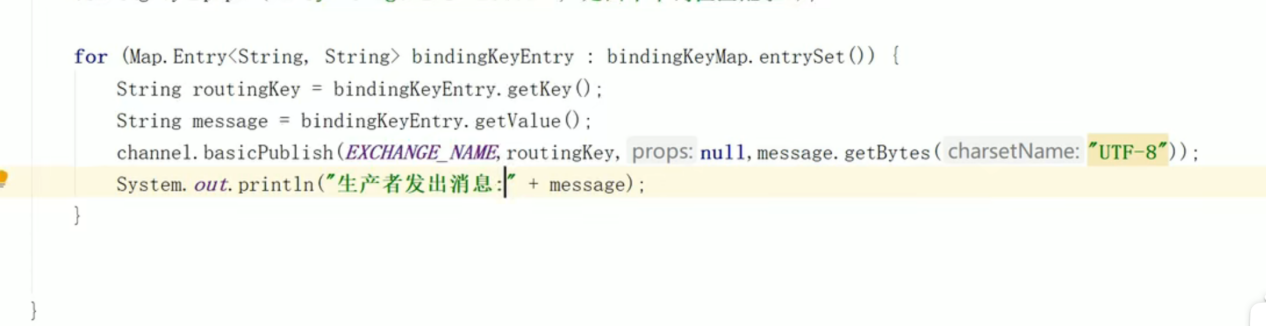 for (Map.Entry<String, String> bindingKeyEntry : bindingKeyMap.entrySet()) {
String routingKey = bindingKeyEntry.getKey();
String message = bindingKeyEntry.getValue();
channel.basicPublish(EXCHANGE_NAME,routingKey, props: null,message.getBytes( charsetName: "UTF-8"));
System.out.println("生产者发出消息:" + message);
}
}